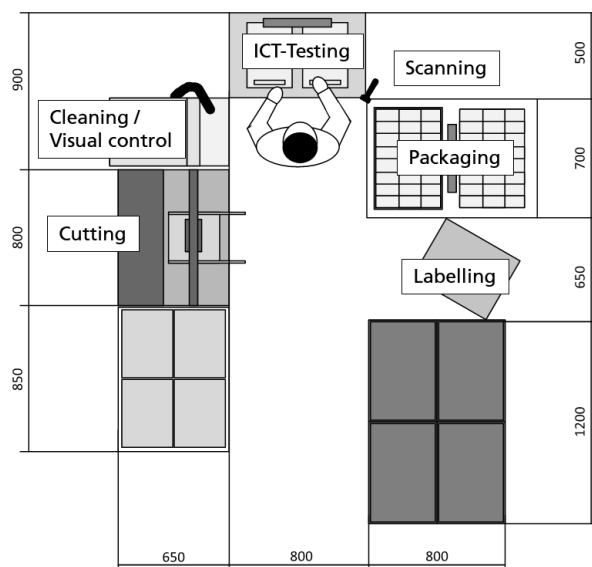 ICT-Testing
Scanning
Cleaning /
Visual control
Packaging
Cutting
Labelling
900
800
850
500
700
650
1200
650
800
800